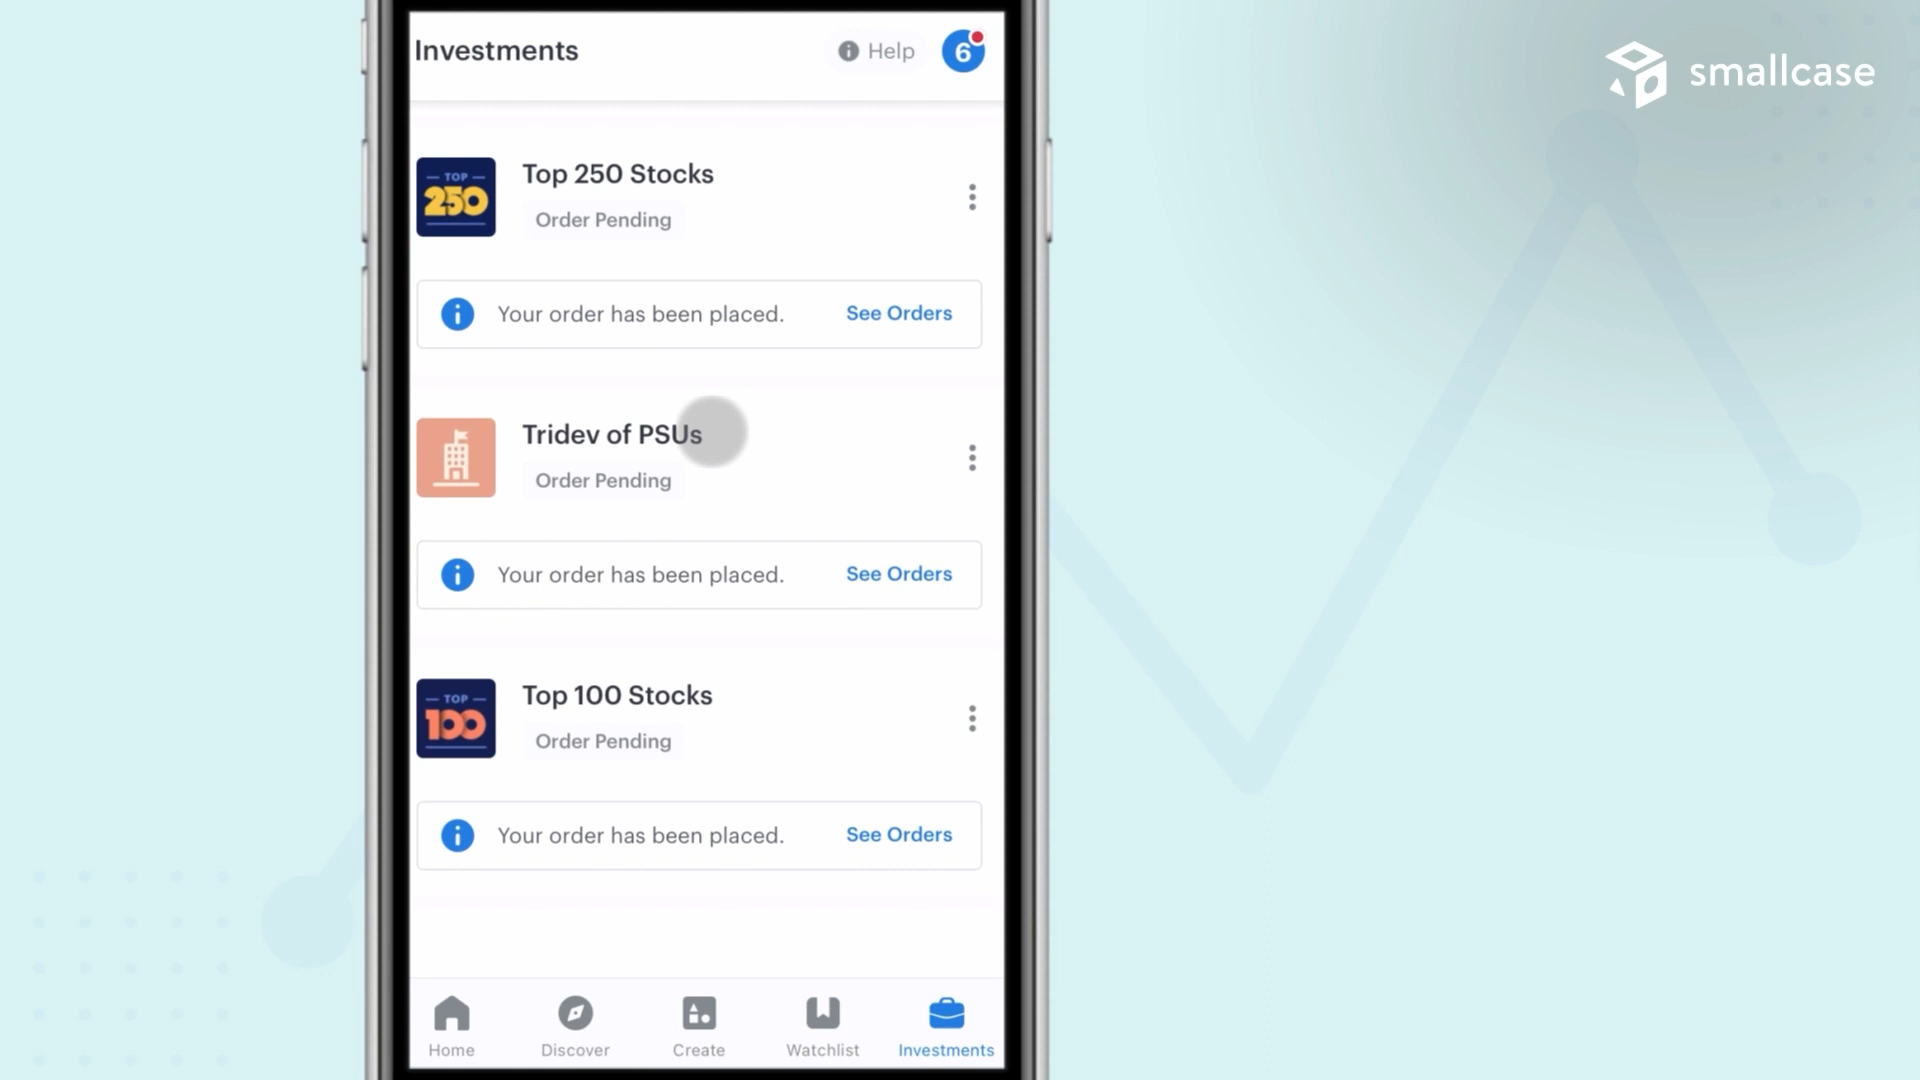 Investments
Help
6
smallcase
TOP
250
Top 250 Stocks
Order Pending
Your order has been placed.
See Orders
Tridev of PSUs
Order Pending
Your order has been placed.
See Orders
TOP
100
Top 100 Stocks
Order Pending
Your order has been placed.
See Orders
Home
Discover
Create
Watchlist
Investments